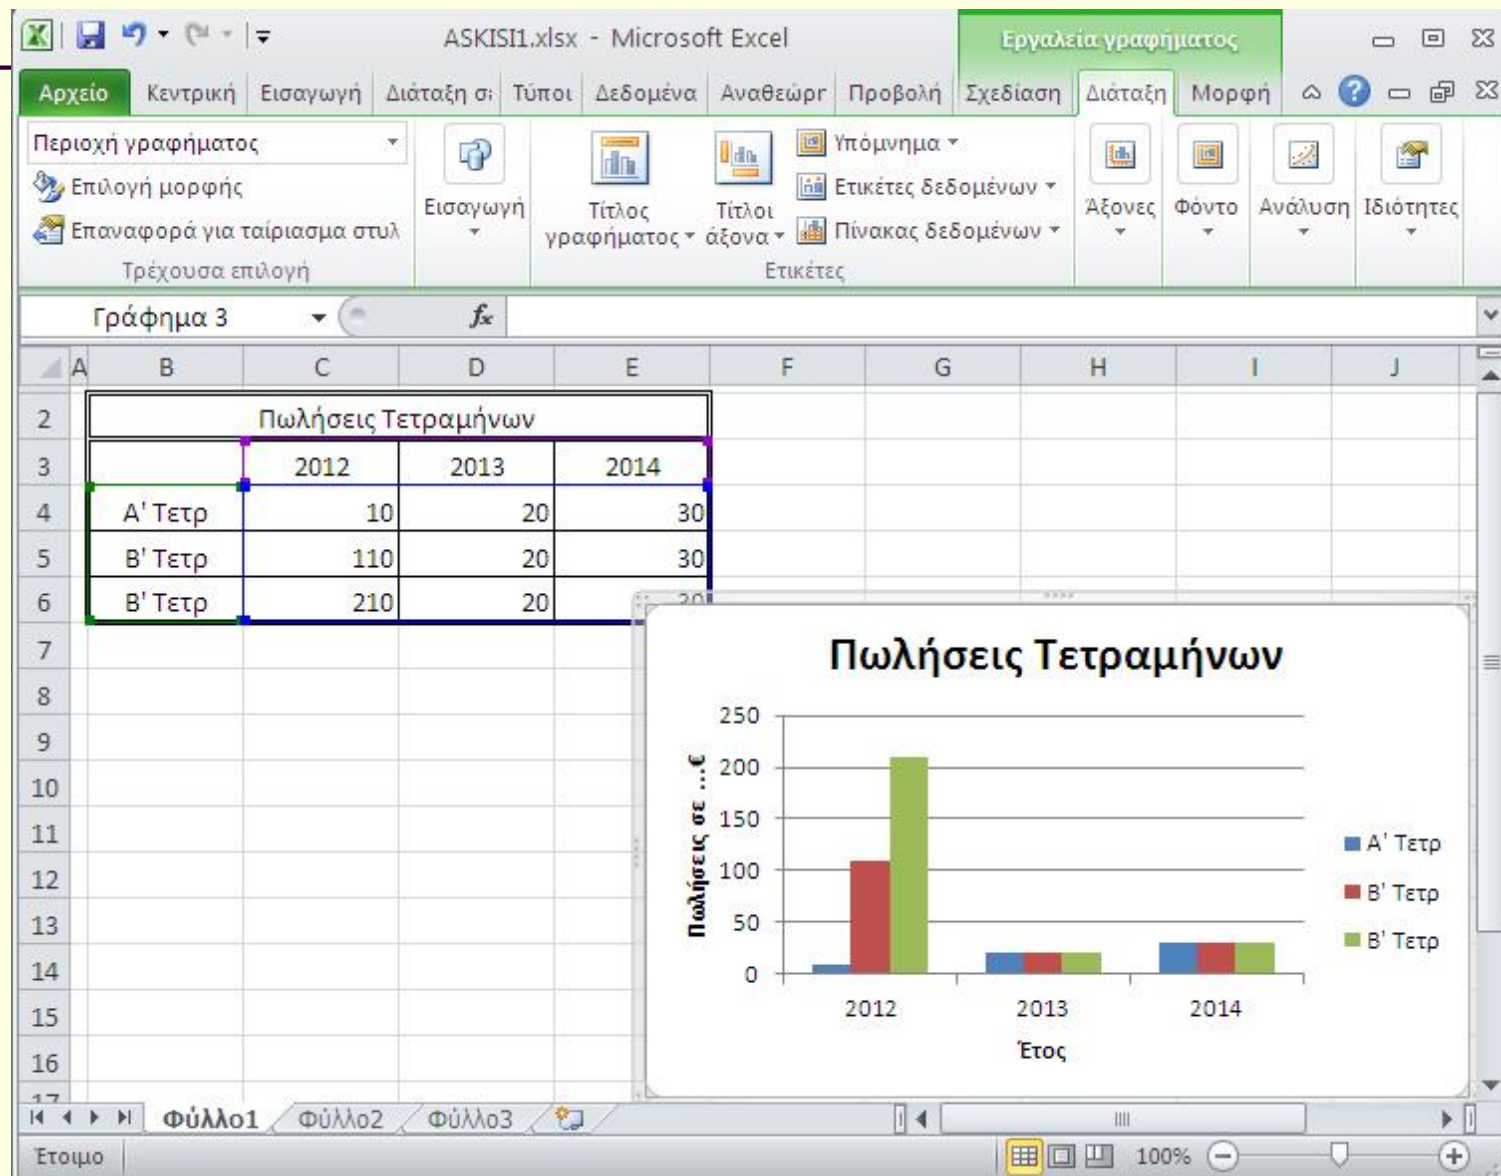 ASKISI1.xlsx - Microsoft Excel
Εργαλεία γραφήματος
Αρχείο Κεντρική Εισαγωγή Διάταξη σι Τύποι Δεδομένα Αναθεώρη Προβολή Σχεδίαση Διάταξη Μορφή
Περιοχή γραφήματος
Επιλογή μορφής
Επαναφορά για ταίριασμα στυλ
Τρέχουσα επιλογή
Εισαγωγή
Τίτλος γραφήματος
Τίτλοι άξονα
Υπόμνημα
Ετικέτες δεδομένων
Πίνακας δεδομένων
Ετικέτες
Άξονες
Φόντο
Ανάλυση
Ιδιότητες
Γράφημα 3 fx
A B C D E F G H I J
2 Πωλήσεις Τετραμήνων
3 2012 2013 2014
4 Α' Τετρ 10 20 30
5 Β' Τετρ 110 20 30
6 Β' Τετρ 210 20 30
7
8
9
10
11
12
13
14
15
16
17
Πωλήσεις Τετραμήνων
Πωλήσεις σε ...€
250
200
150
100
50
0
2012 2013 2014
Έτος
Α' Τετρ
Β' Τετρ
Β' Τετρ
Φύλλο1 Φύλλο2 Φύλλο3
Έτοιμο 100%